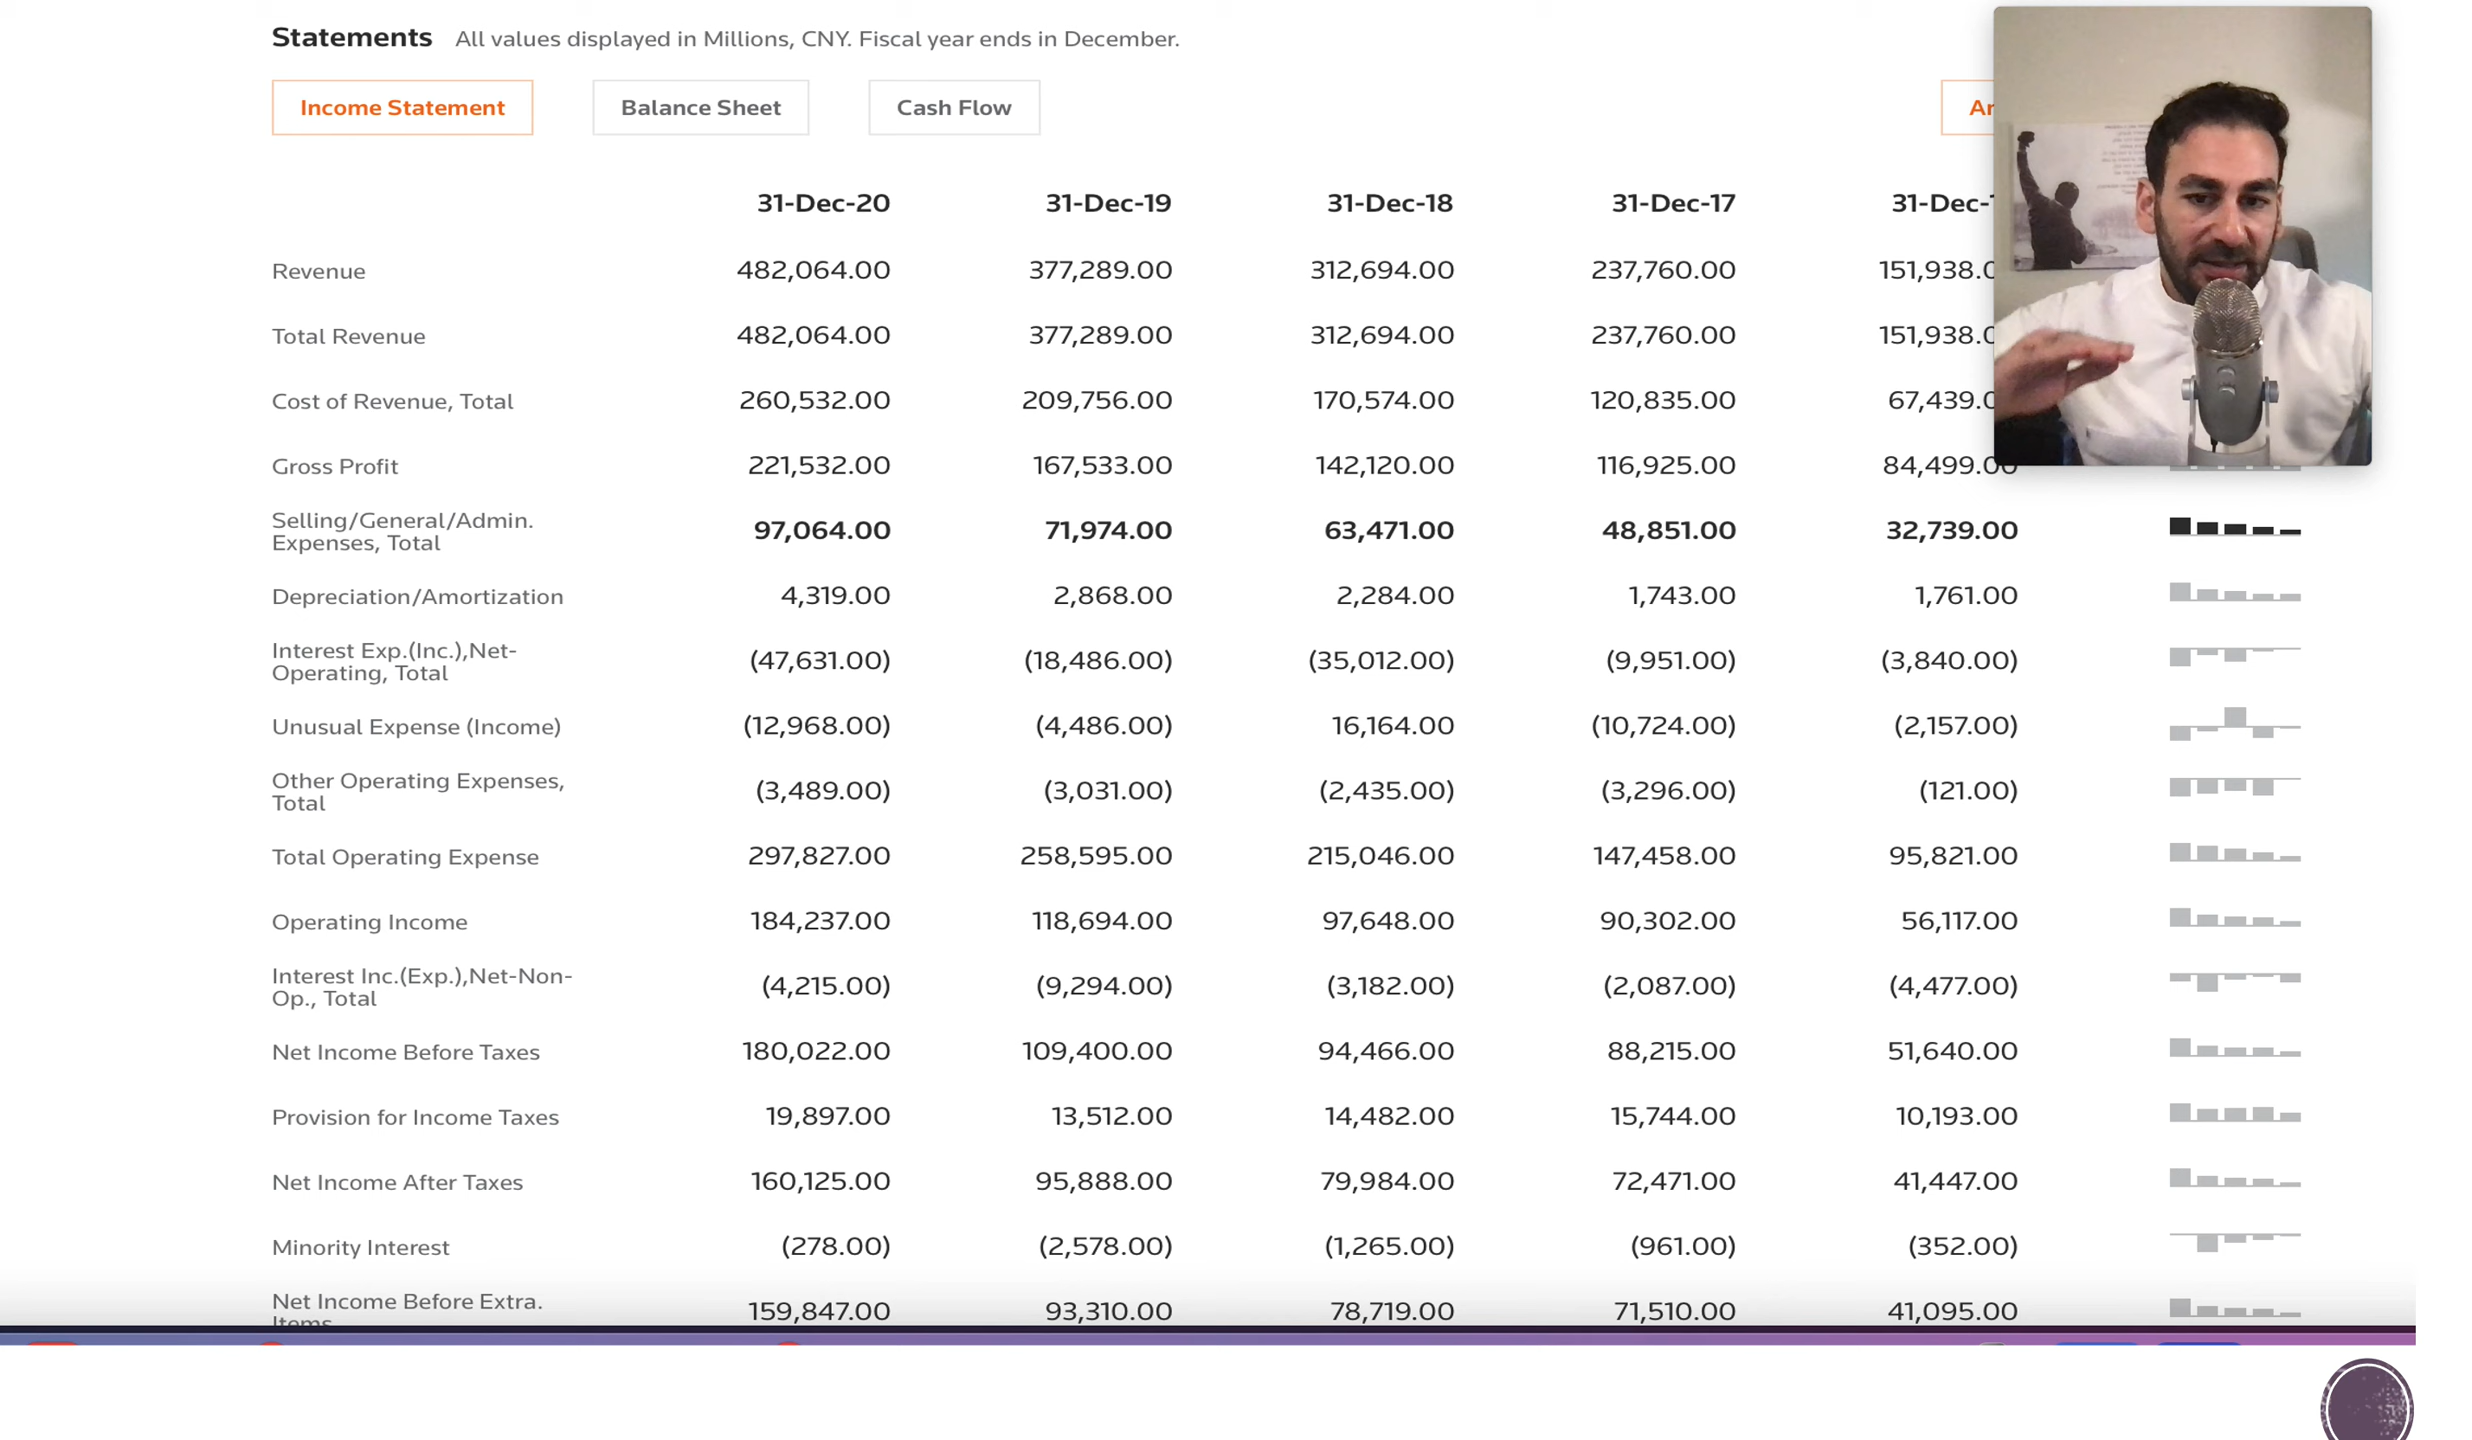 Statements All values displayed in Millions, CNY. Fiscal year ends in December.
Income Statement Balance Sheet Cash Flow
31-Dec-20 31-Dec-19 31-Dec-18 31-Dec-17 31-Dec-
Revenue 482,064.00 377,289.00 312,694.00 237,760.00 151,938.0
Total Revenue 482,064.00 377,289.00 312,694.00 237,760.00 151,938.0
Cost of Revenue, Total 260,532.00 209,756.00 170,574.00 120,835.00 67,439.0
Gross Profit 221,532.00 167,533.00 142,120.00 116,925.00 84,499.00
Selling/General/Admin.
Expenses, Total 97,064.00 71,974.00 63,471.00 48,851.00 32,739.00
Depreciation/Amortization 4,319.00 2,868.00 2,284.00 1,743.00 1,761.00
Interest Exp.(Inc.),Net-
Operating, Total (47,631.00) (18,486.00) (35,012.00) (9,951.00) (3,840.00)
Unusual Expense (Income) (12,968.00) (4,486.00) 16,164.00 (10,724.00) (2,157.00)
Other Operating Expenses,
Total (3,489.00) (3,031.00) (2,435.00) (3,296.00) (121.00)
Total Operating Expense 297,827.00 258,595.00 215,046.00 147,458.00 95,821.00
Operating Income 184,237.00 118,694.00 97,648.00 90,302.00 56,117.00
Interest Inc.(Exp.),Net-Non-
Op., Total (4,215.00) (9,294.00) (3,182.00) (2,087.00) (4,477.00)
Net Income Before Taxes 180,022.00 109,400.00 94,466.00 88,215.00 51,640.00
Provision for Income Taxes 19,897.00 13,512.00 14,482.00 15,744.00 10,193.00
Net Income After Taxes 160,125.00 95,888.00 79,984.00 72,471.00 41,447.00
Minority Interest (278.00) (2,578.00) (1,265.00) (961.00) (352.00)
Net Income Before Extra.
Items 159,847.00 93,310.00 78,719.00 71,510.00 41,095.00